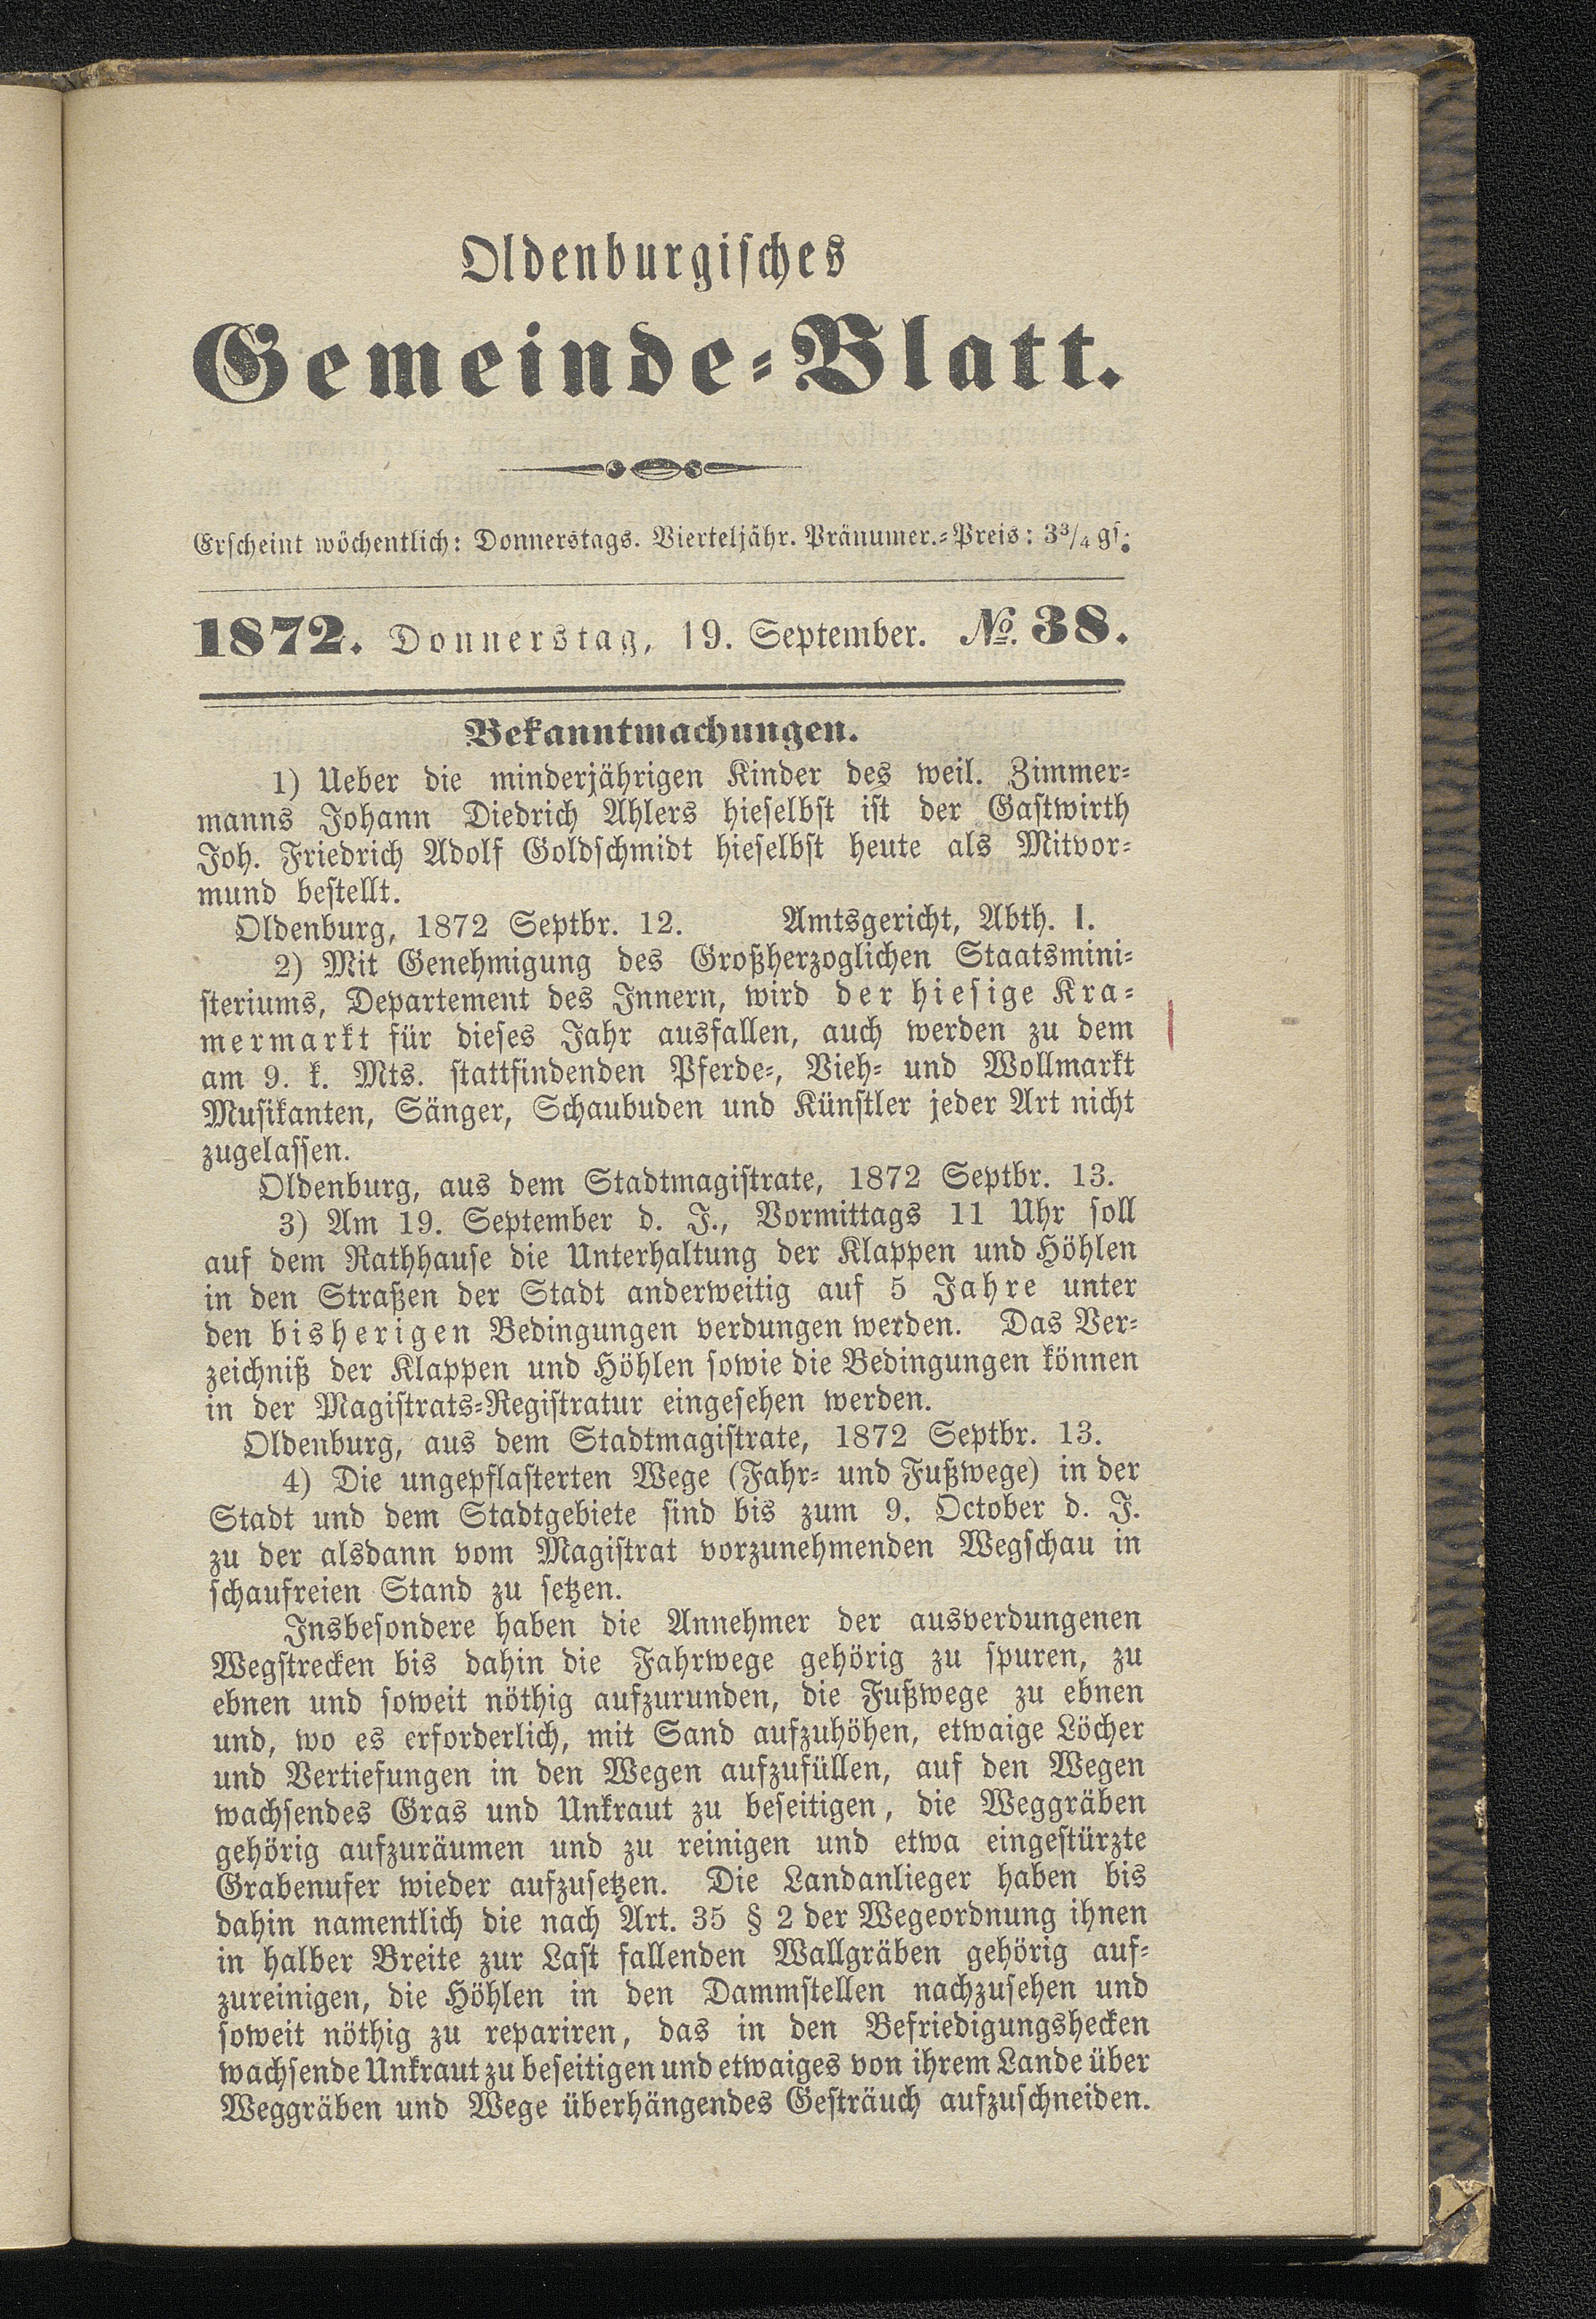 Oldenburgisches
Gemeinde-Blatt.
Erscheint wöchentlich: Donnerstags. Vierteljähr. Pränumer.-Preis: 3¾ gs.
1872. Donnerstag, 19. September. № 38.
Bekanntmachungen.
1) Ueber die minderjährigen Kinder des weil. Zimmer-
manns Johann Diedrich Ahlers hieselbst ist der Gastwirth
Joh. Friedrich Adolf Goldschmidt hieselbst heute als Mitvor-
mund bestellt.
Oldenburg, 1872 Septbr. 12. Amtsgericht, Abth. I.
2) Mit Genehmigung des Großherzoglichen Staatsmini-
steriums, Departement des Innern, wird der hiesige Kra-
mermarkt für dieses Jahr ausfallen, auch werden zu dem
am 9. k. Mts. stattfindenden Pferde-, Vieh- und Wollmarkt
Musikanten, Sänger, Schaubuden und Künstler jeder Art nicht
zugelassen.
Oldenburg, aus dem Stadtmagistrate, 1872 Septbr. 13.
3) Am 19. September d. J., Vormittags 11 Uhr soll
auf dem Rathhause die Unterhaltung der Klappen und Höhlen
in den Straßen der Stadt anderweitig auf 5 Jahre unter
den bisherigen Bedingungen verdungen werden. Das Ver-
zeichniß der Klappen und Höhlen sowie die Bedingungen können
in der Magistrats-Registratur eingesehen werden.
Oldenburg, aus dem Stadtmagistrate, 1872 Septbr. 13.
4) Die ungepflasterten Wege (Fahr- und Fußwege) in der
Stadt und dem Stadtgebiete sind bis zum 9. October d. J.
zu der alsdann vom Magistrat vorzunehmenden Wegschau in
schaufreien Stand zu setzen.
Insbesondere haben die Annehmer der ausverdungenen
Wegstrecken bis dahin die Fahrwege gehörig zu spuren, zu
ebnen und soweit nöthig aufzurunden, die Fußwege zu ebnen
und, wo es erforderlich, mit Sand aufzuhöhen, etwaige Löcher
und Vertiefungen in den Wegen aufzufüllen, auf den Wegen
wachsendes Gras und Unkraut zu beseitigen, die Weggräben
gehörig aufzuräumen und zu reinigen und etwa eingestürzte
Grabenufer wieder aufzusetzen. Die Landanlieger haben bis
dahin namentlich die nach Art. 35 § 2 der Wegeordnung ihnen
in halber Breite zur Last fallenden Wallgräben gehörig auf-
zureinigen, die Höhlen in den Dammstellen nachzusehen und
soweit nöthig zu repariren, das in den Befriedigungshecken
wachsende Unkraut zu beseitigen und etwaiges von ihrem Lande über
Weggräben und Wege überhängendes Gesträuch aufzuschneiden.